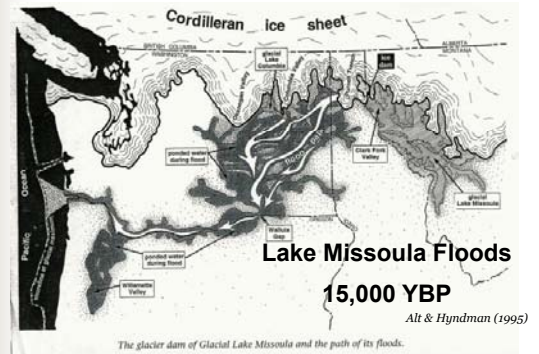 Cordilleran ice sheet
BRITISH COLUMBIA
WASHINGTON
ALBERTA
MONTANA
glacial
Lake
Columbia
ice
dam
ponded water
during flood
flood path
Clark Fork
Valley
glacial
Lake Missoula
Pacific Ocean
Wallula
Gap
OREGON
ponded water
during flood
Willamette
Valley
Lake Missoula Floods
15,000 YBP
Alt & Hyndman (1995)
The glacier dam of Glacial Lake Missoula and the path of its floods.